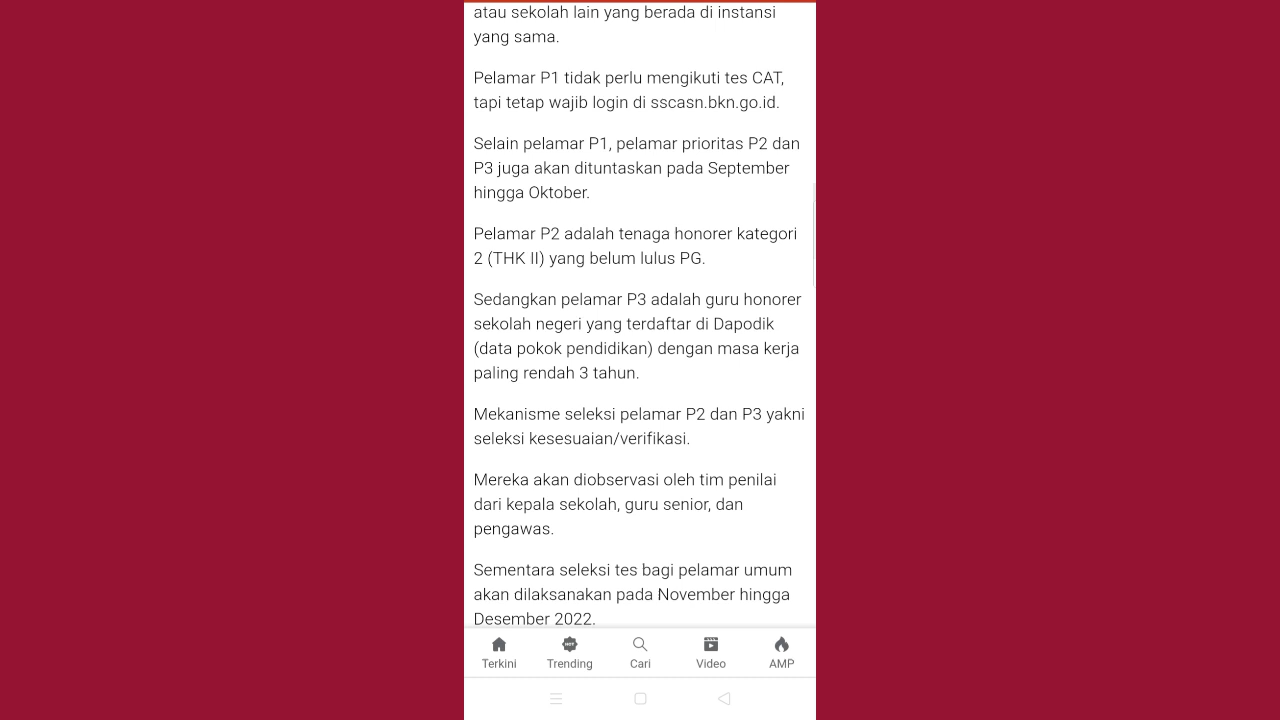 atau sekolah lain yang berada di instansi
yang sama.
Pelamar P1 tidak perlu mengikuti tes CAT,
tapi tetap wajib login di sscasn.bkn.go.id.
Selain pelamar P1, pelamar prioritas P2 dan
P3 juga akan dituntaskan pada September
hingga Oktober.
Pelamar P2 adalah tenaga honorer kategori
2 (THK II) yang belum lulus PG.
Sedangkan pelamar P3 adalah guru honorer
sekolah negeri yang terdaftar di Dapodik
(data pokok pendidikan) dengan masa kerja
paling rendah 3 tahun.
Mekanisme seleksi pelamar P2 dan P3 yakni
seleksi kesesuaian/verifikasi.
Mereka akan diobservasi oleh tim penilai
dari kepala sekolah, guru senior, dan
pengawas.
Sementara seleksi tes bagi pelamar umum
akan dilaksanakan pada November hingga
Desember 2022.
HOT
Terkini Trending Cari Video AMP